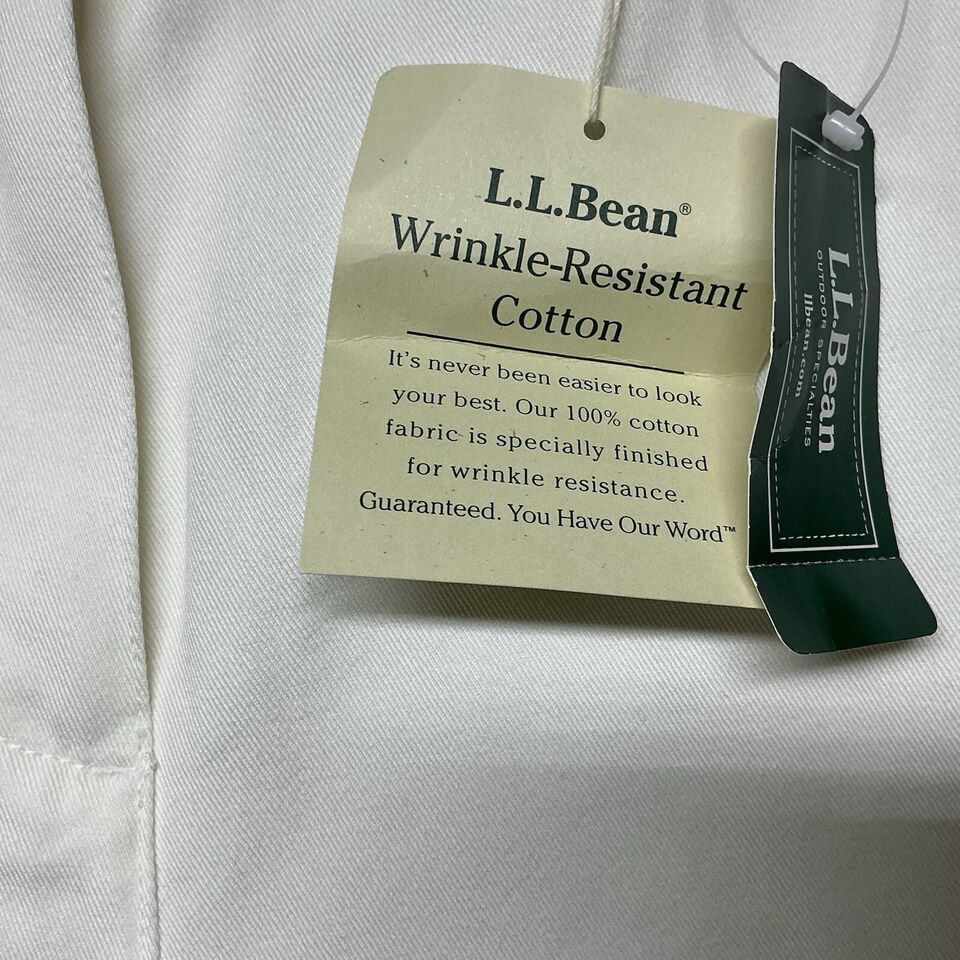 L.L.Bean®
Wrinkle-Resistant
Cotton
It's never been easier to look
your best. Our 100% cotton
fabric is specially finished
for wrinkle resistance.
Guaranteed. You Have Our Word™
L.L.Bean
OUTDOOR SPECIALTIES
llbean.com